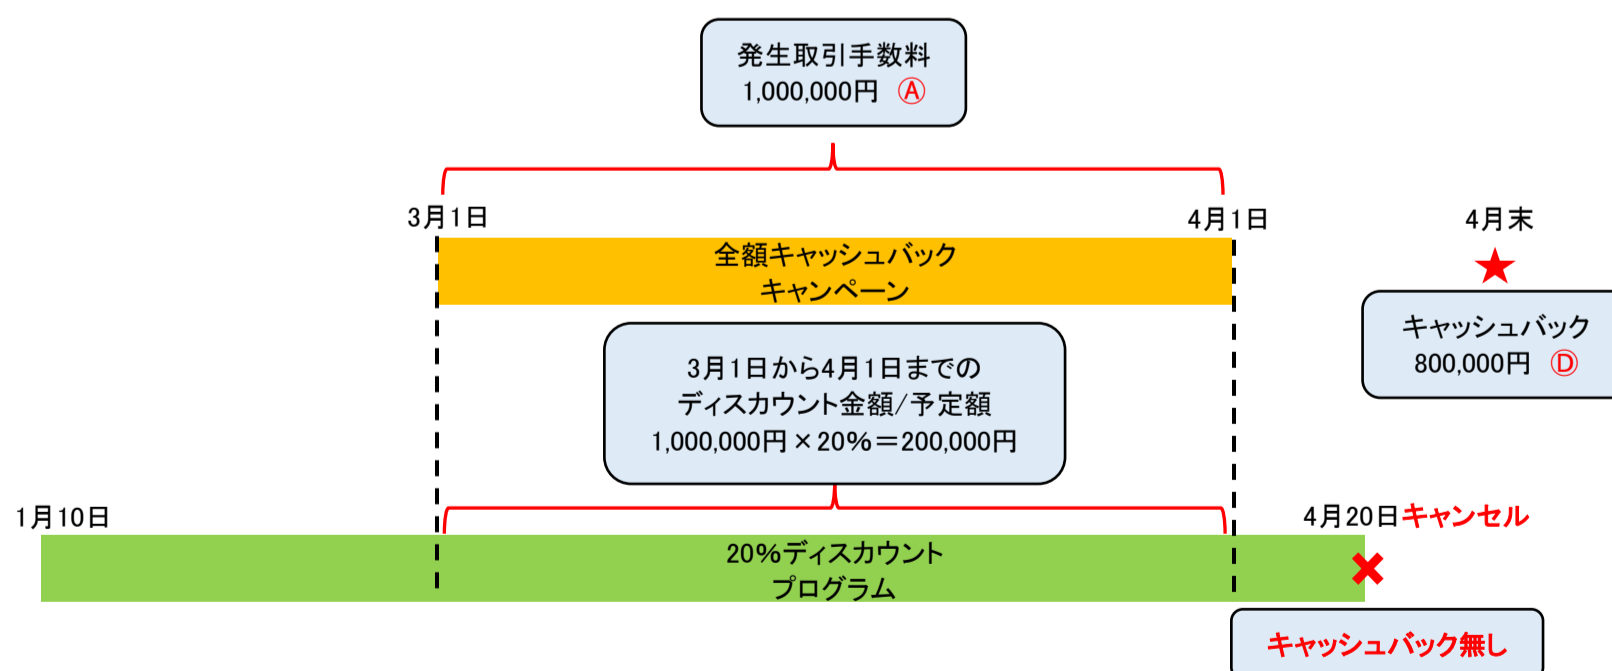 発生取引手数料
1,000,000円 Ⓐ
3月1日
4月1日
4月末
全額キャッシュバック
キャンペーン
★
キャッシュバック
800,000円 Ⓓ
3月1日から4月1日までの
ディスカウント金額/予定額
1,000,000円×20%=200,000円
1月10日
4月20日キャンセル
20%ディスカウント
プログラム
キャッシュバック無し